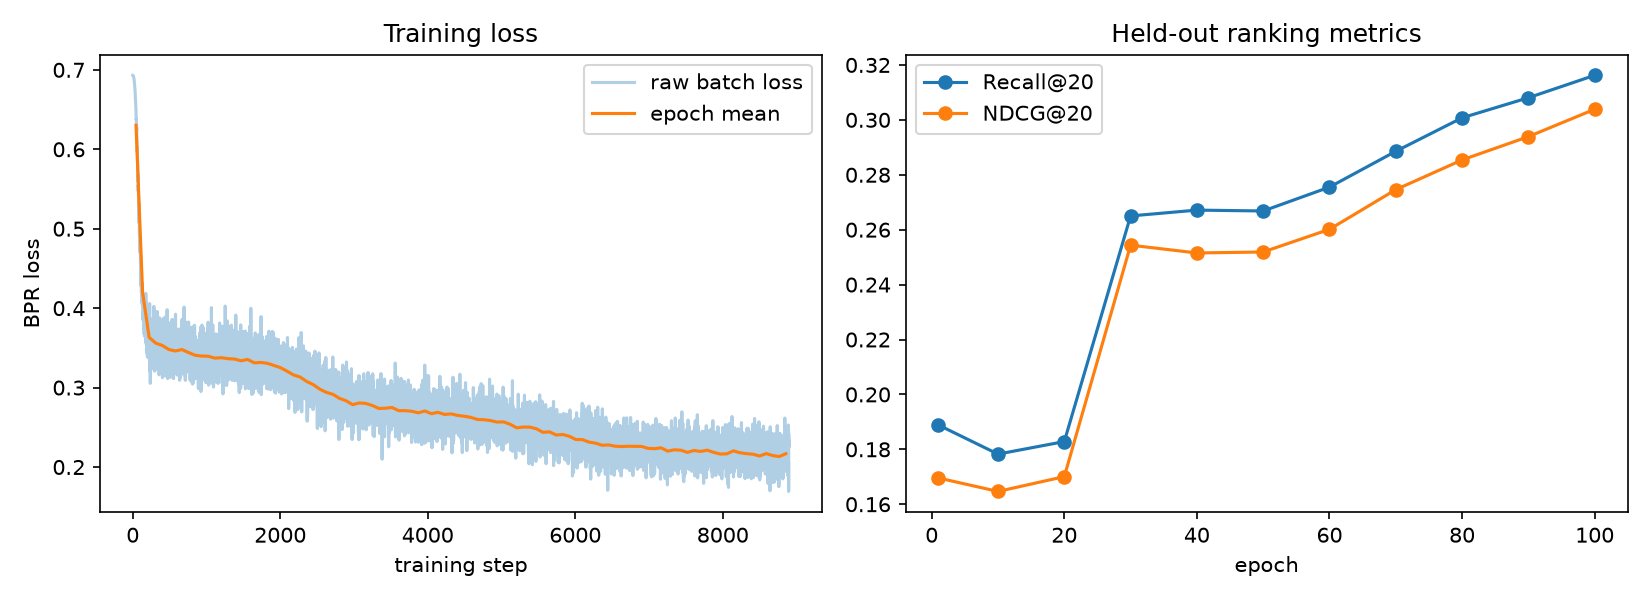 Training loss
raw batch loss
epoch mean
0.7
0.6
0.5
0.4
0.3
0.2
BPR loss
0 2000 4000 6000 8000
training step
Held-out ranking metrics
Recall@20
NDCG@20
0.32
0.30
0.28
0.26
0.24
0.22
0.20
0.18
0.16
0 20 40 60 80 100
epoch